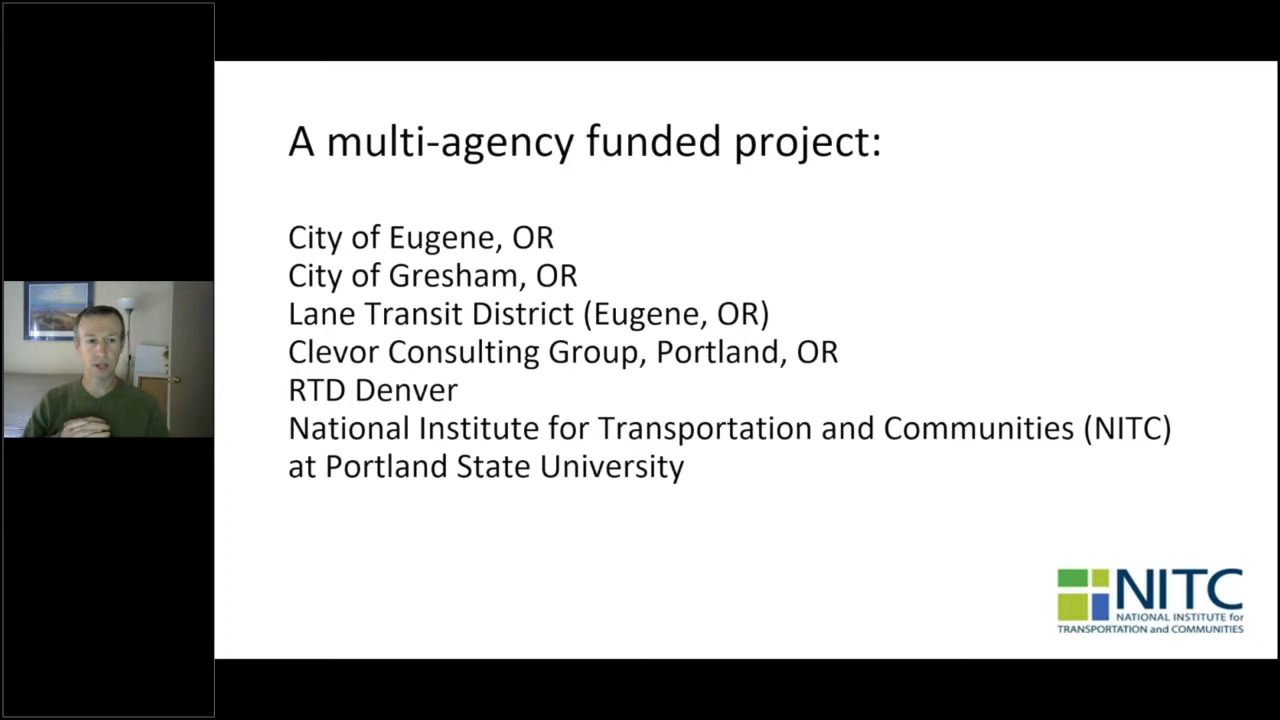 A multi-agency funded project:
City of Eugene, OR
City of Gresham, OR
Lane Transit District (Eugene, OR)
Clevor Consulting Group, Portland, OR
RTD Denver
National Institute for Transportation and Communities (NITC)
at Portland State University
NITC
NATIONAL INSTITUTE for
TRANSPORTATION and COMMUNITIES